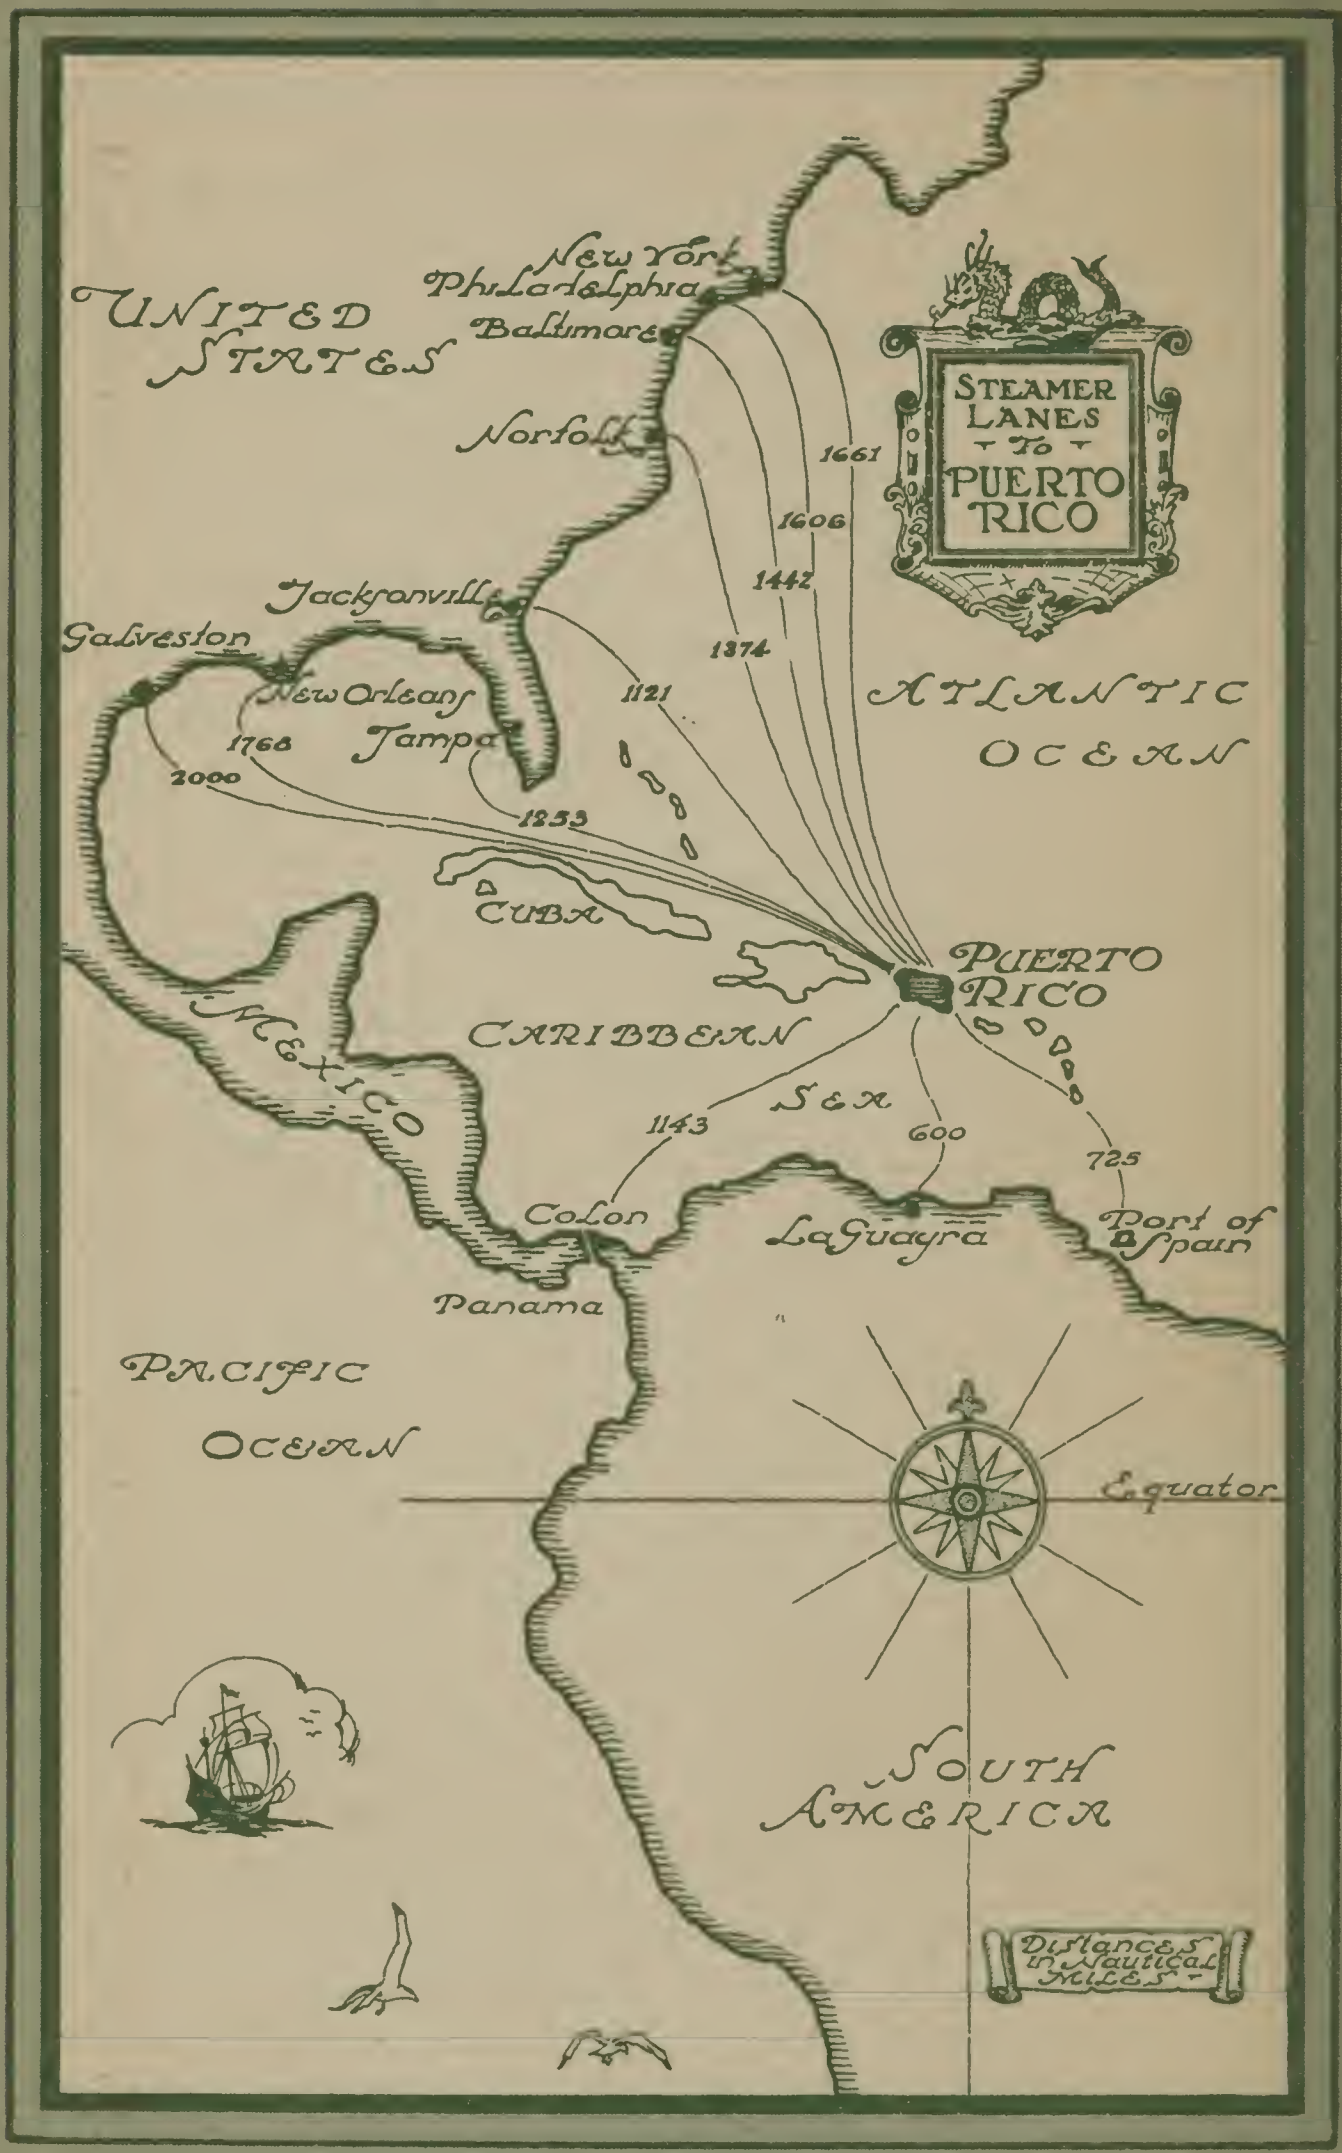 New York
Philadelphia
UNITED
STATES
Baltimore
Norfolk
STEAMER
LANES
To
PUERTO
RICO
1661
1606
1442
1374
Jacksonville
Galveston
New Orleans
Tampa
1121
ATLANTIC
OCEAN
1768
2000
1253
CUBA
PUERTO
RICO
MEXICO
CARIBBEAN
SEA
1143
600
725
Colon
La Guayra
Port of
Spain
Panama
PACIFIC
OCEAN
Equator
SOUTH
AMERICA
DISTANCES
in Nautical
MILES